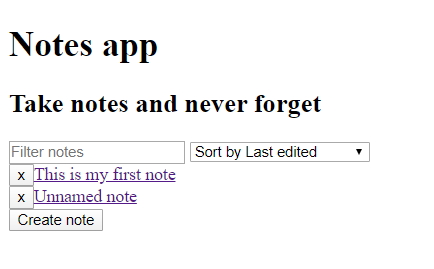 Notes app
Take notes and never forget
Filter notes Sort by Last edited
x This is my first note
x Unnamed note
Create note